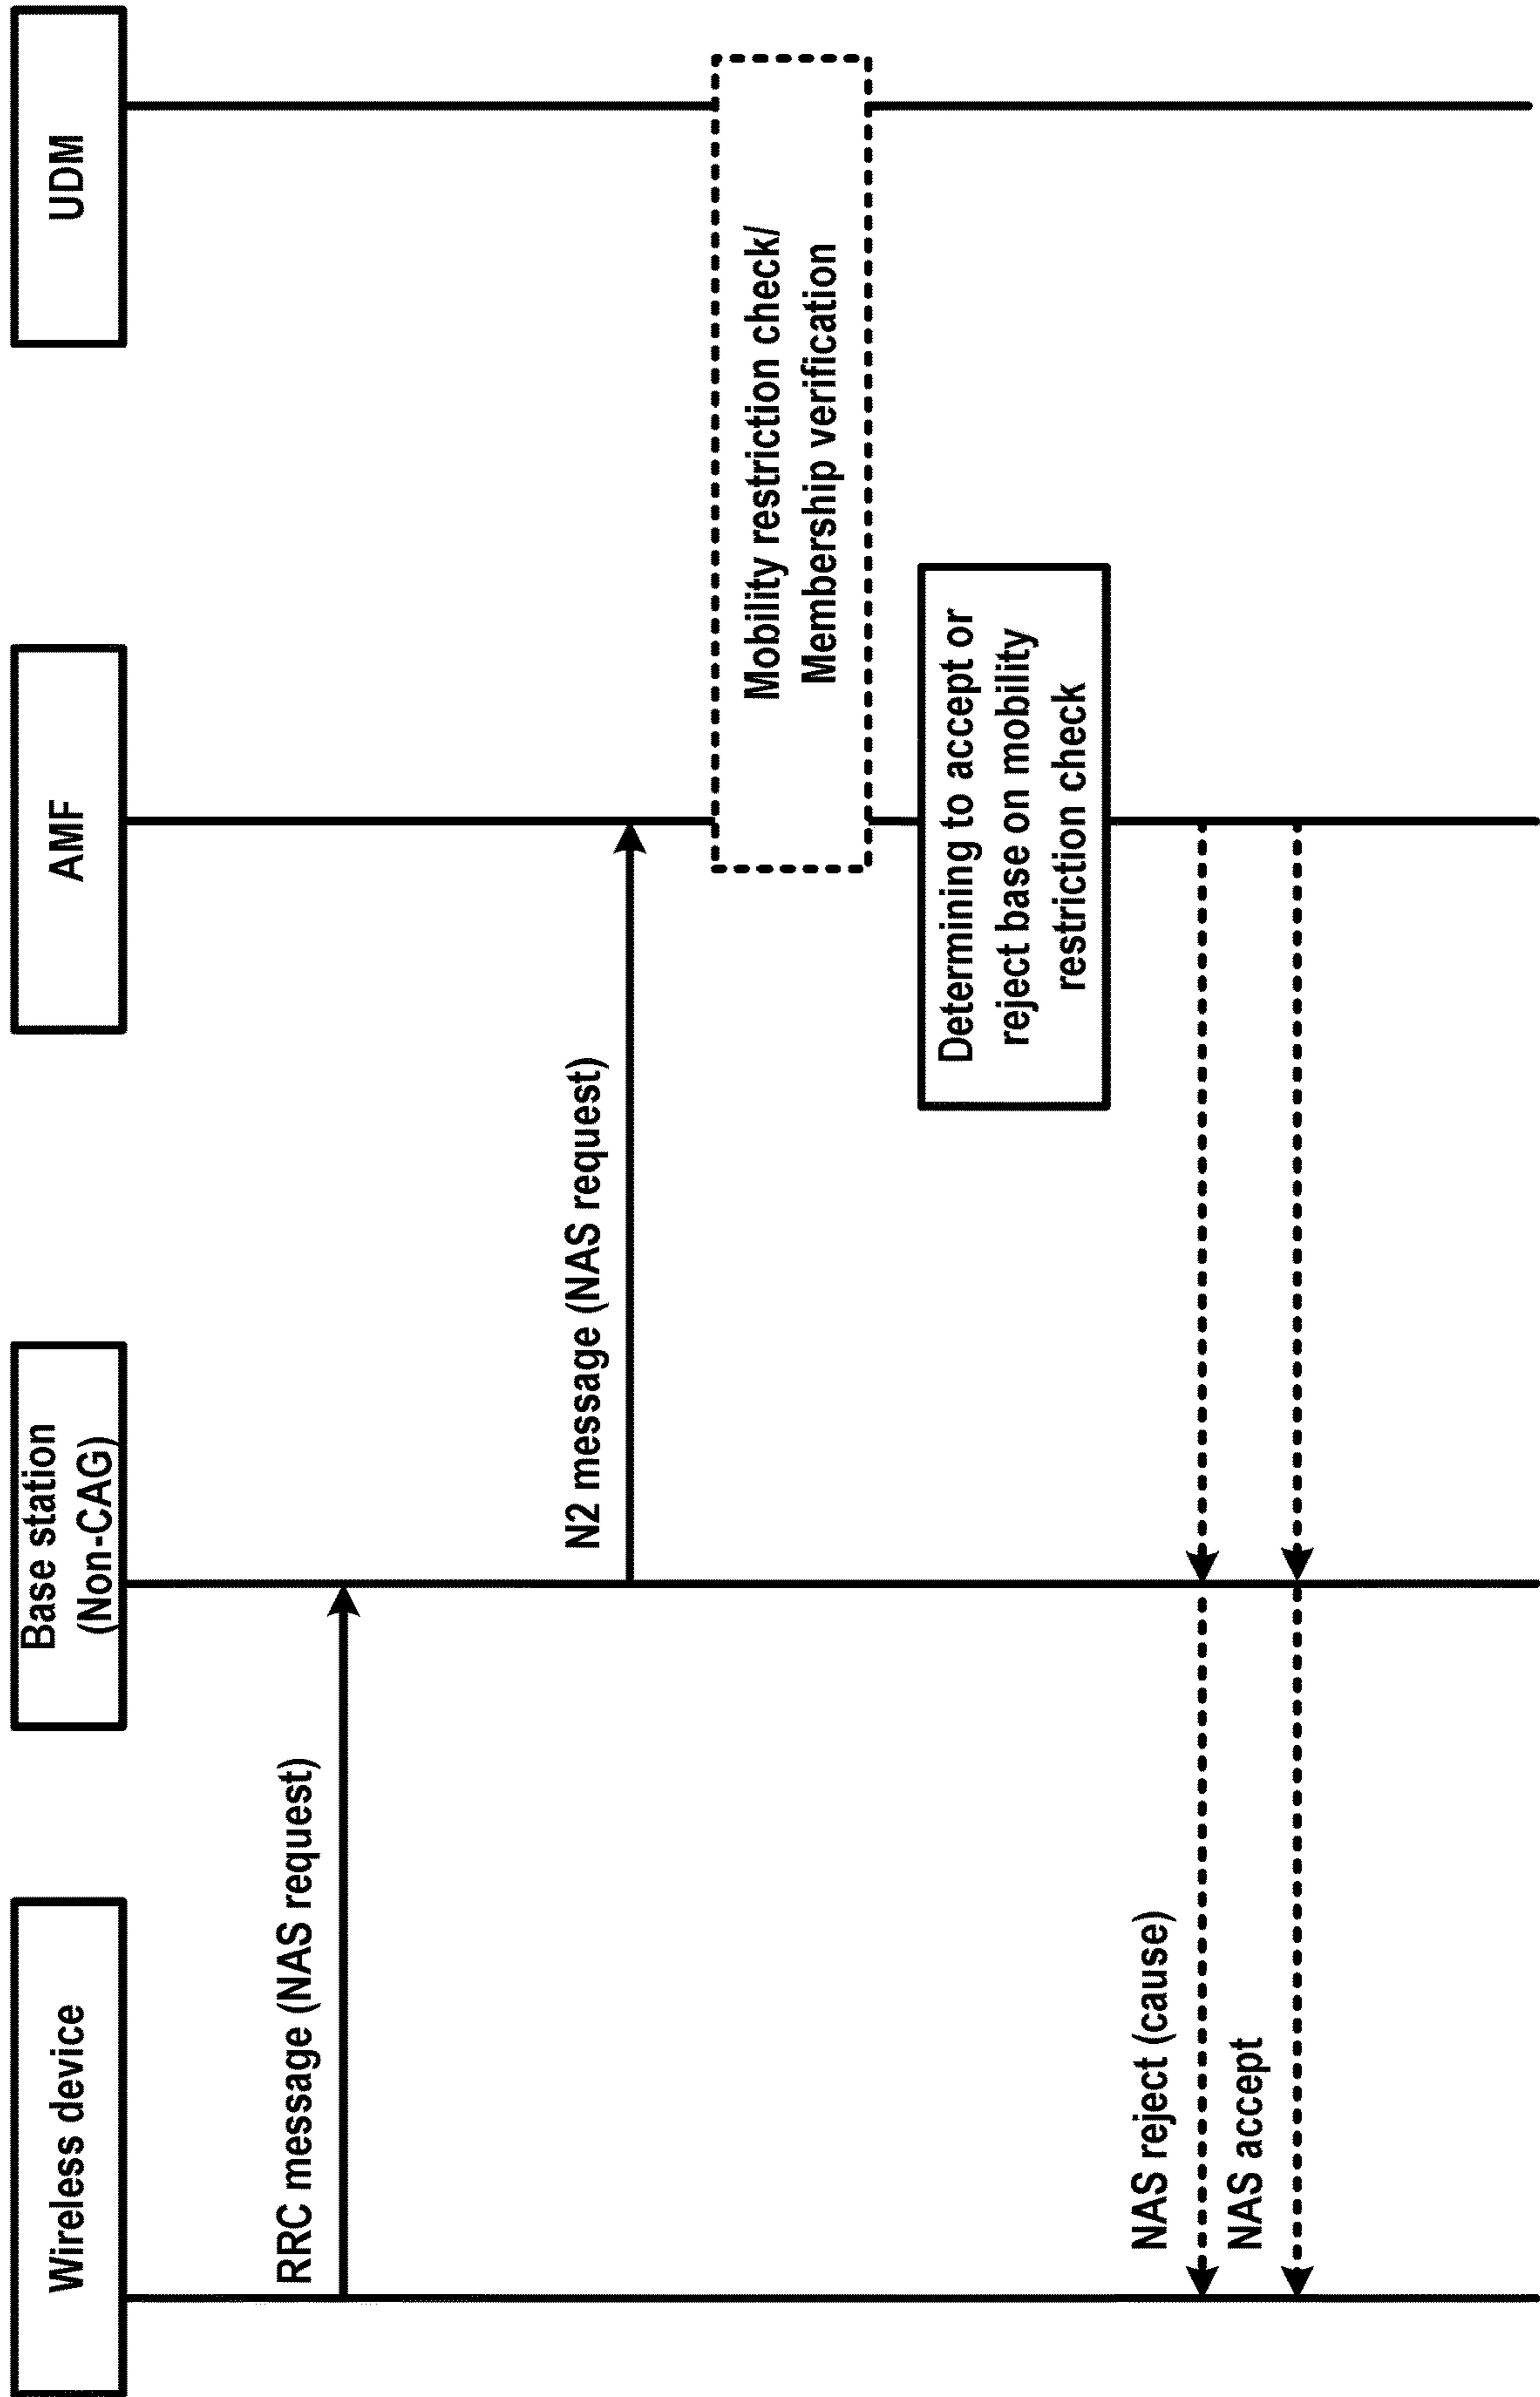 Wireless device
Base station
(Non-CAG)
AMF
UDM
RRC message (NAS request)
N2 message (NAS request)
Mobility restriction check/
Membership verification
Determining to accept or
reject base on mobility
restriction check
NAS reject (cause)
NAS accept